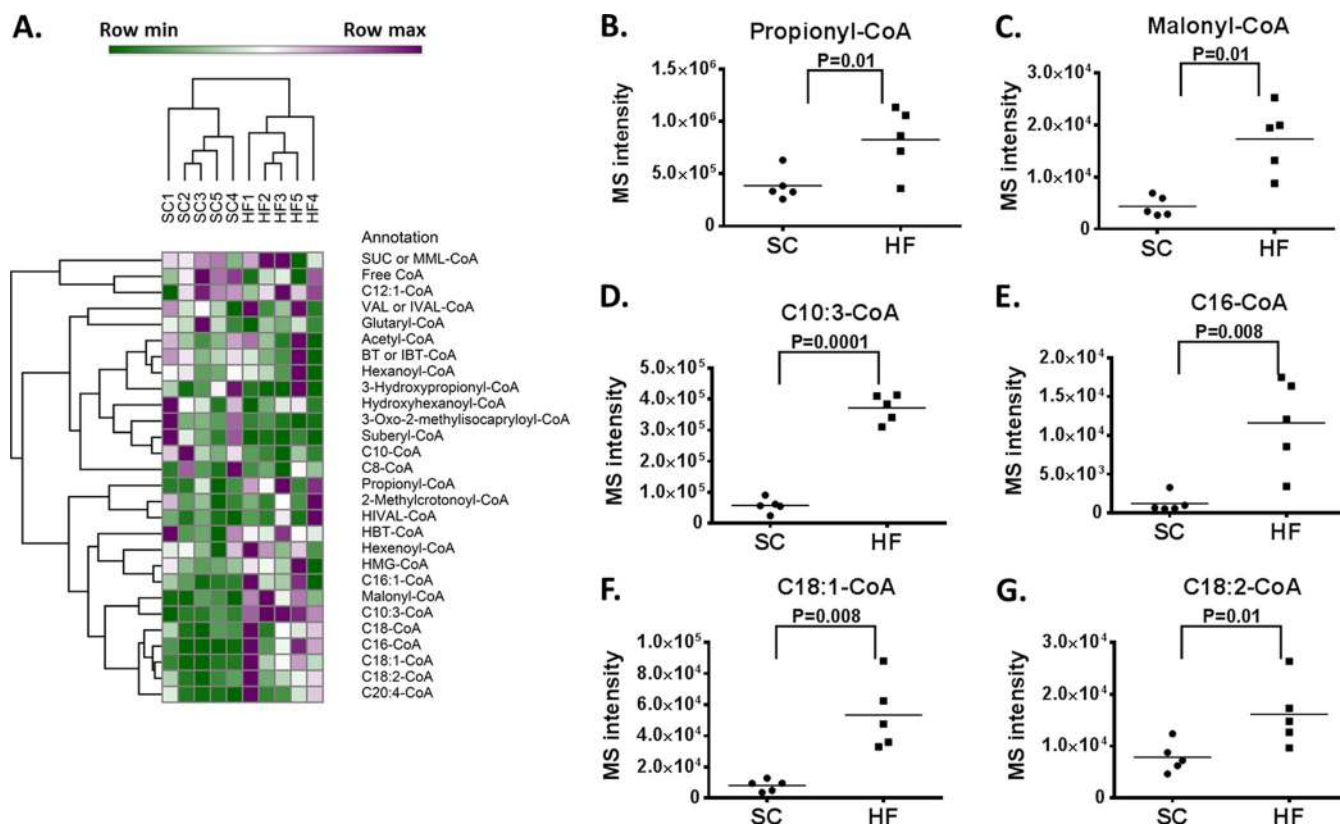 A.
Row min
Row max
SC1
SC2
SC3
SC5
SC4
HF1
HF2
HF3
HF5
HF4
Annotation
SUC or MML-CoA
Free CoA
C12:1-CoA
VAL or IVAL-CoA
Glutaryl-CoA
Acetyl-CoA
BT or IBT-CoA
Hexanoyl-CoA
3-Hydroxypropionyl-CoA
Hydroxyhexanoyl-CoA
3-Oxo-2-methylisocapryloyl-CoA
Suberyl-CoA
C10-CoA
C8-CoA
Propionyl-CoA
2-Methylcrotonoyl-CoA
HIVAL-CoA
HBT-CoA
Hexenoyl-CoA
HMG-CoA
C16:1-CoA
Malonyl-CoA
C10:3-CoA
C18-CoA
C16-CoA
C18:1-CoA
C18:2-CoA
C20:4-CoA
B.
Propionyl-CoA
P=0.01
MS intensity
1.5×10⁶
1.0×10⁶
5.0×10⁵
0
SC
HF
C.
Malonyl-CoA
P=0.01
MS intensity
3.0×10⁴
2.0×10⁴
1.0×10⁴
0
SC
HF
D.
C10:3-CoA
P=0.0001
MS intensity
5.0×10⁵
4.0×10⁵
3.0×10⁵
2.0×10⁵
1.0×10⁵
0
SC
HF
E.
C16-CoA
P=0.008
MS intensity
2.0×10⁴
1.5×10⁴
1.0×10⁴
5.0×10³
0
SC
HF
F.
C18:1-CoA
P=0.008
MS intensity
1.0×10⁵
8.0×10⁴
6.0×10⁴
4.0×10⁴
2.0×10⁴
0
SC
HF
G.
C18:2-CoA
P=0.01
MS intensity
3.0×10⁴
2.0×10⁴
1.0×10⁴
0
SC
HF